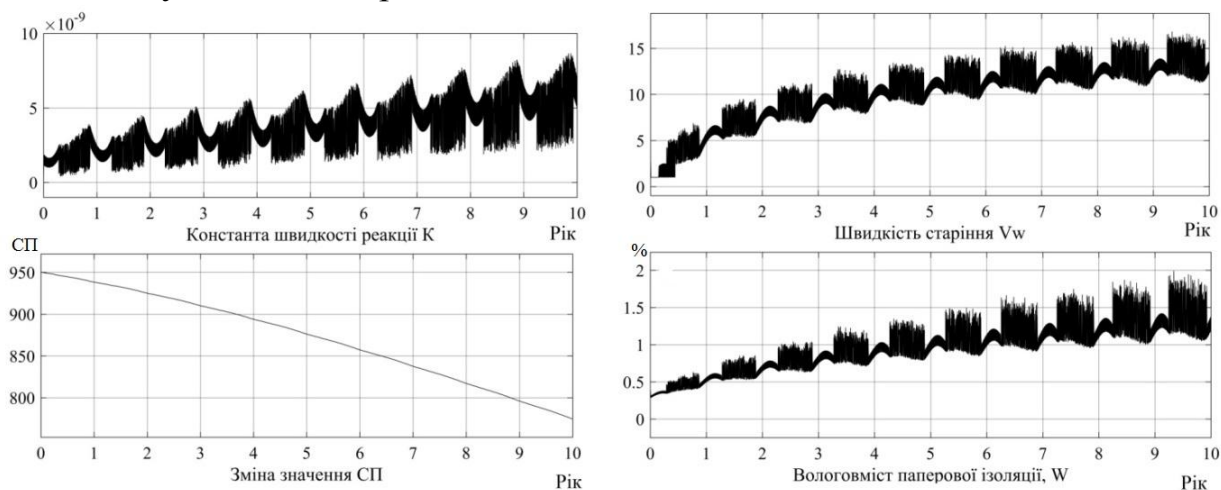 ×10⁻⁹
10
5
0
0 1 2 3 4 5 6 7 8 9 10
Константа швидкості реакції К Рік
15
10
5
0
0 1 2 3 4 5 6 7 8 9 10
Швидкість старіння Vw Рік
СП
950
900
850
800
0 1 2 3 4 5 6 7 8 9 10
Зміна значення СП Рік
%
2
1.5
1
0.5
0
0 1 2 3 4 5 6 7 8 9 10
Вологовміст паперової ізоляції, W Рік